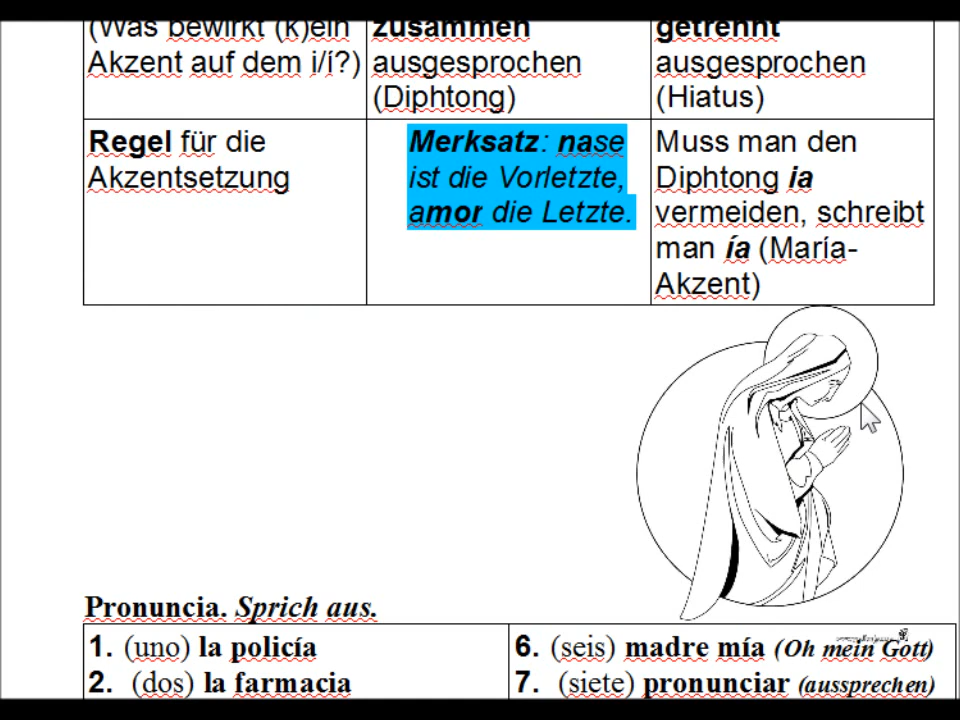 (Was bewirkt (k)ein
Akzent auf dem i/í?)
zusammen
ausgesprochen
(Diphtong)
getrennt
ausgesprochen
(Hiatus)
Regel für die
Akzentsetzung
Merksatz: nase
ist die Vorletzte,
amor die Letzte.
Muss man den
Diphtong ia
vermeiden, schreibt
man ía (María-
Akzent)
Pronuncia. Sprich aus.
1. (uno) la policía
2. (dos) la farmacia
6. (seis) madre mía (Oh mein Gott)
7. (siete) pronunciar (aussprechen)